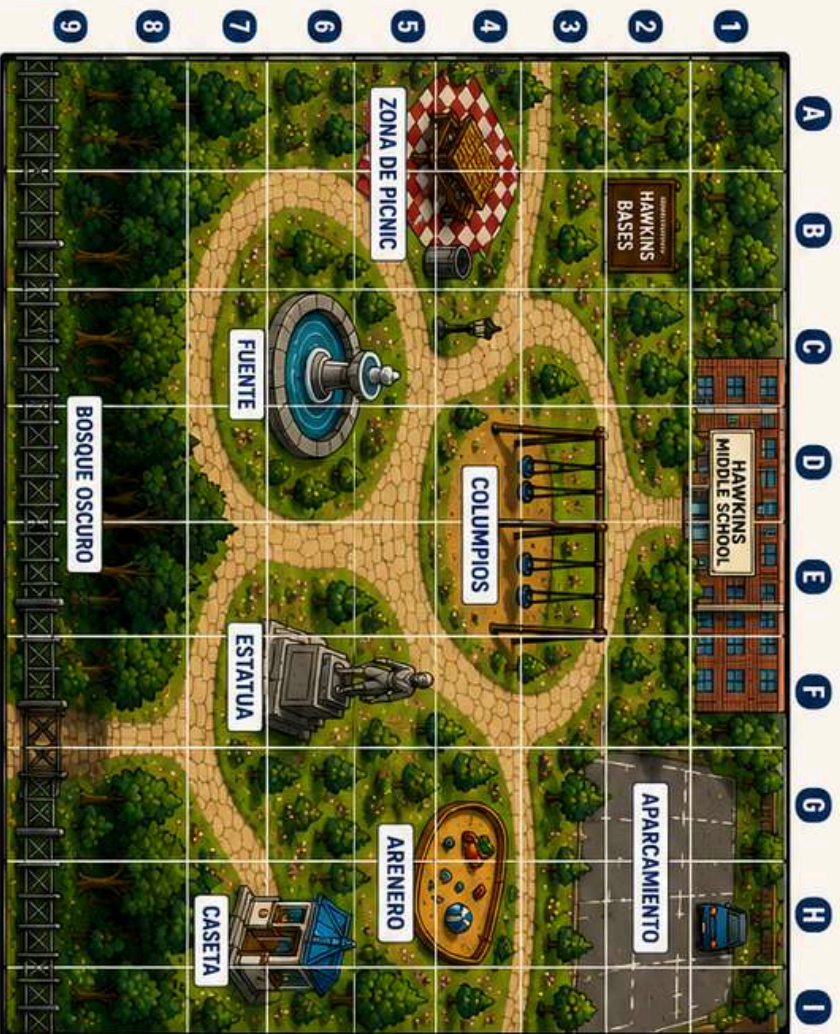 A
B
C
D
E
F
G
H
I
1
HAWKINS
MIDDLE SCHOOL
2
HAWKINS
BASES
APARCAMIENTO
3
4
COLUMPIOS
5
ZONA DE PICNIC
ARENERO
6
7
FUENTE
ESTATUA
CASETA
8
9
BOSQUE OSCURO